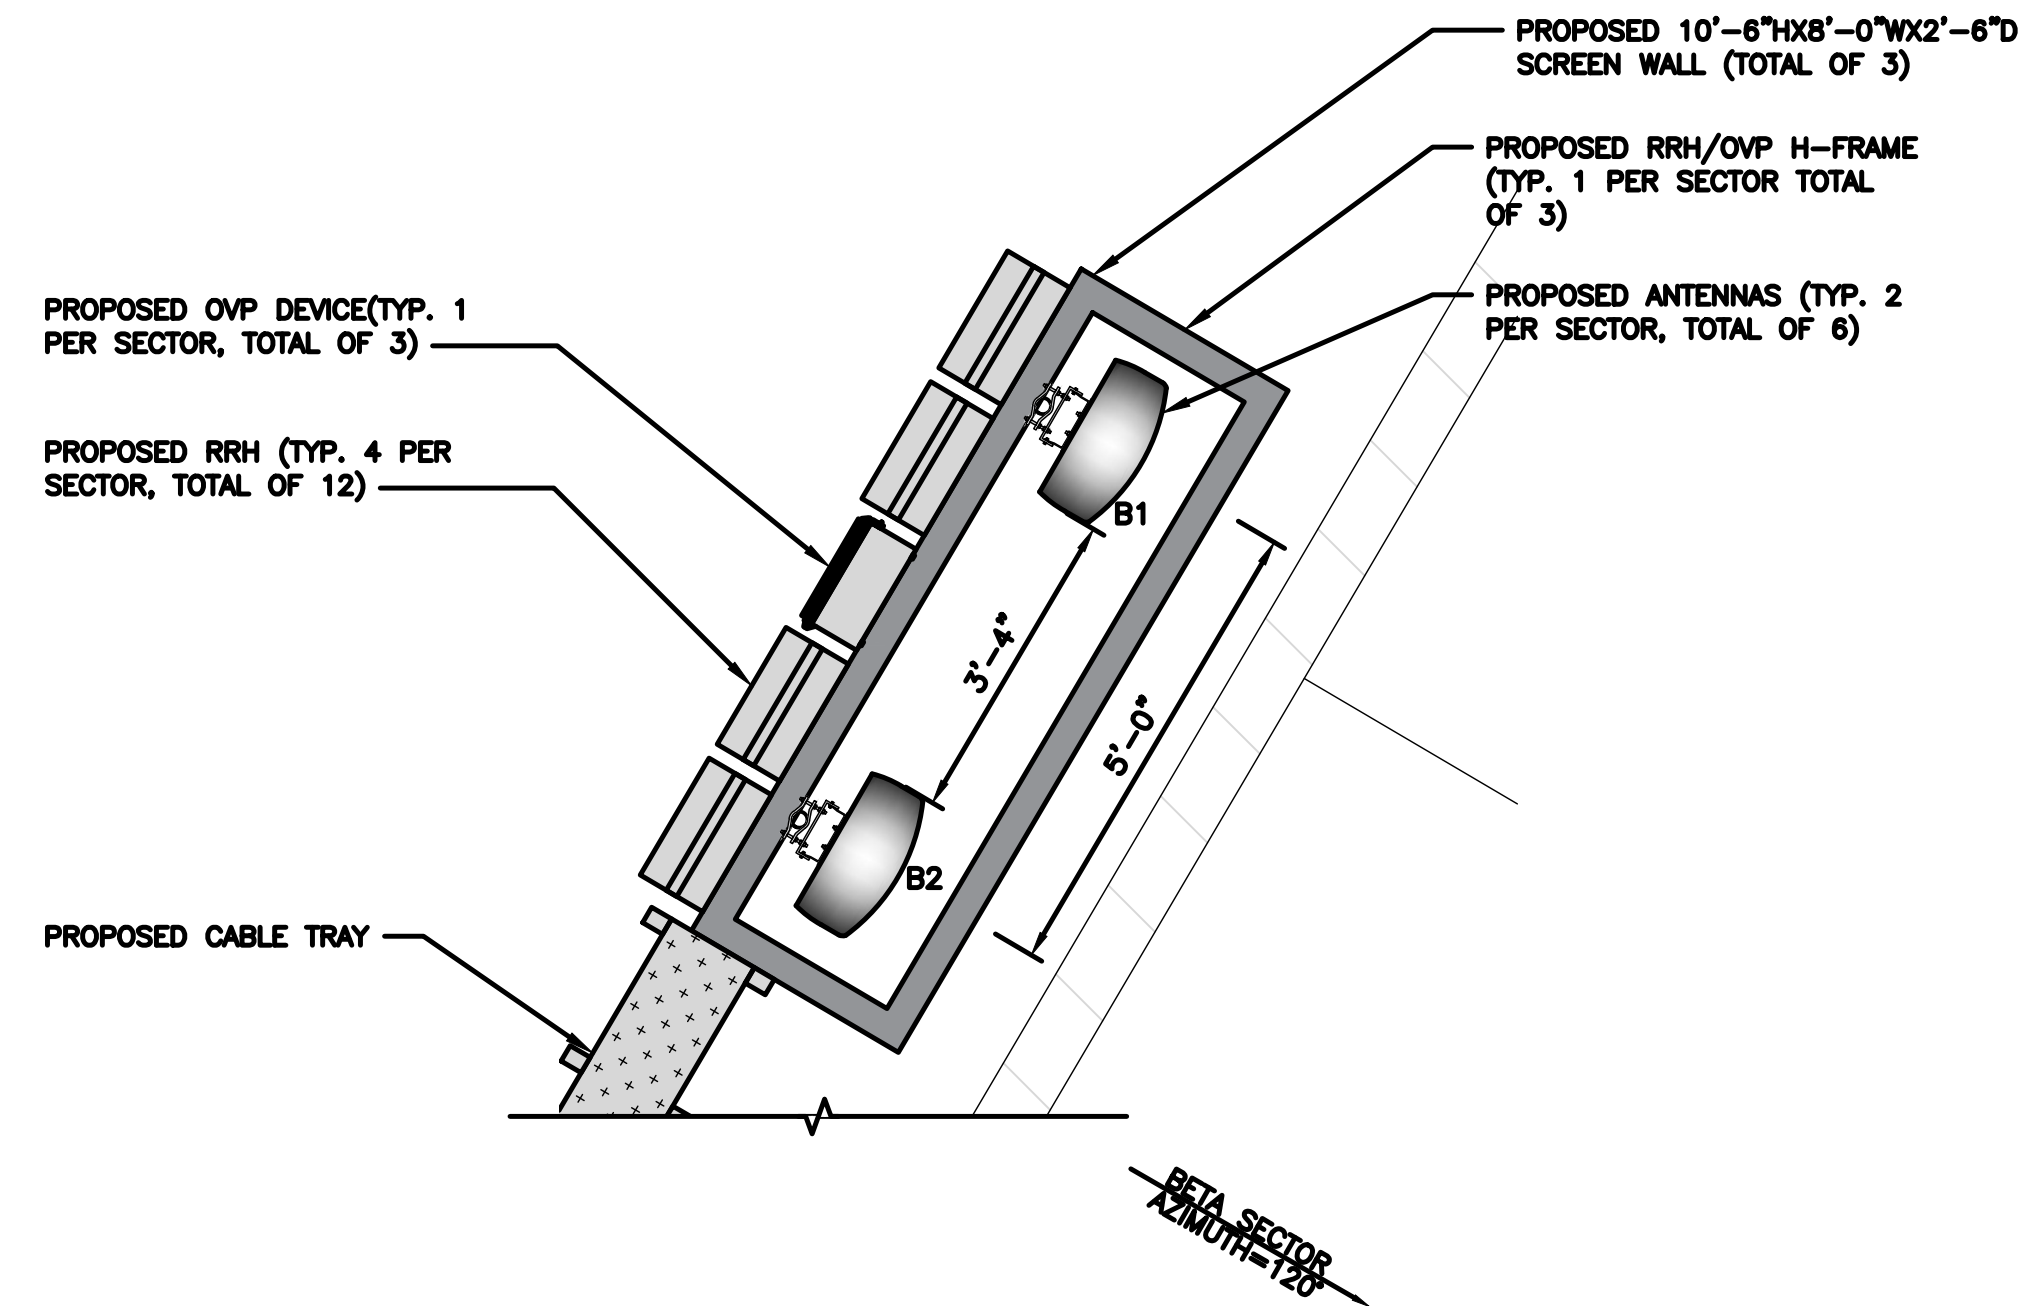 PROPOSED 10'-6"HX8'-0"WX2'-6"D
SCREEN WALL (TOTAL OF 3)
PROPOSED RRH/OVP H-FRAME
(TYP. 1 PER SECTOR TOTAL
OF 3)
PROPOSED ANTENNAS (TYP. 2
PER SECTOR, TOTAL OF 6)
PROPOSED OVP DEVICE(TYP. 1
PER SECTOR, TOTAL OF 3)
PROPOSED RRH (TYP. 4 PER
SECTOR, TOTAL OF 12)
B1
3'-4"
5'-0"
B2
PROPOSED CABLE TRAY
BETA SECTOR
AZIMUTH=120°